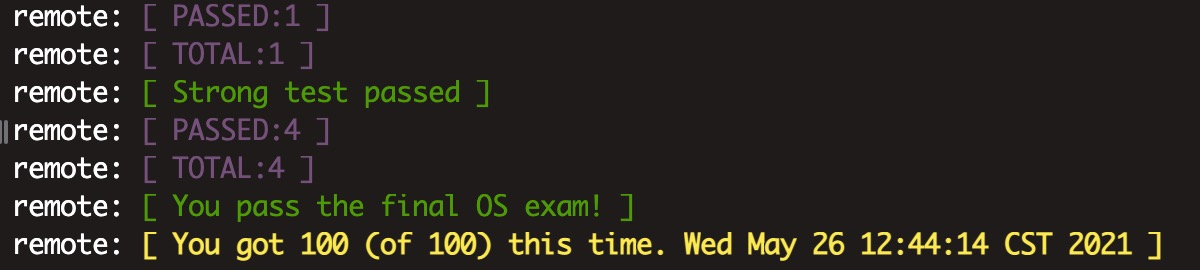 remote: [ PASSED:1 ]
remote: [ TOTAL:1 ]
remote: [ Strong test passed ]
remote: [ PASSED:4 ]
remote: [ TOTAL:4 ]
remote: [ You pass the final OS exam! ]
remote: [ You got 100 (of 100) this time. Wed May 26 12:44:14 CST 2021 ]